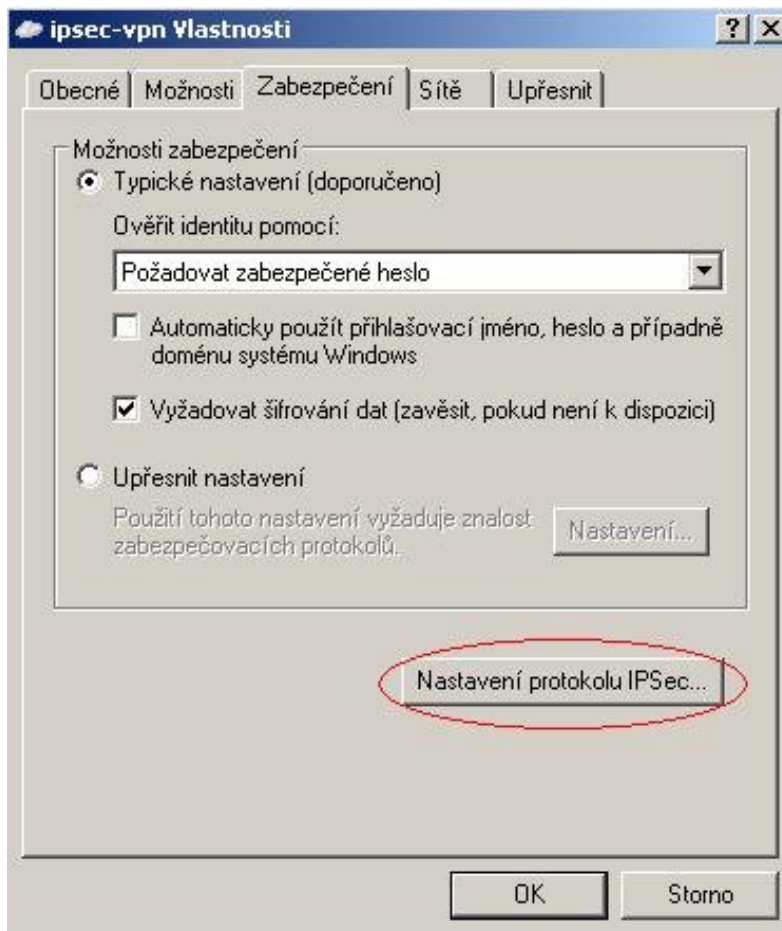 ipsec-vpn Vlastnosti
Obecné Možnosti Zabezpečení Sítě Upřesnit
Možnosti zabezpečení
Typické nastavení (doporučeno)
Ověřit identitu pomocí:
Požadovat zabezpečené heslo
Automaticky použít přihlašovací jméno, heslo a případně
doménu systému Windows
Vyžadovat šifrování dat (zavěsit, pokud není k dispozici)
Upřesnit nastavení
Použití tohoto nastavení vyžaduje znalost
zabezpečovacích protokolů.
Nastavení...
Nastavení protokolu IPSec...
OK Storno